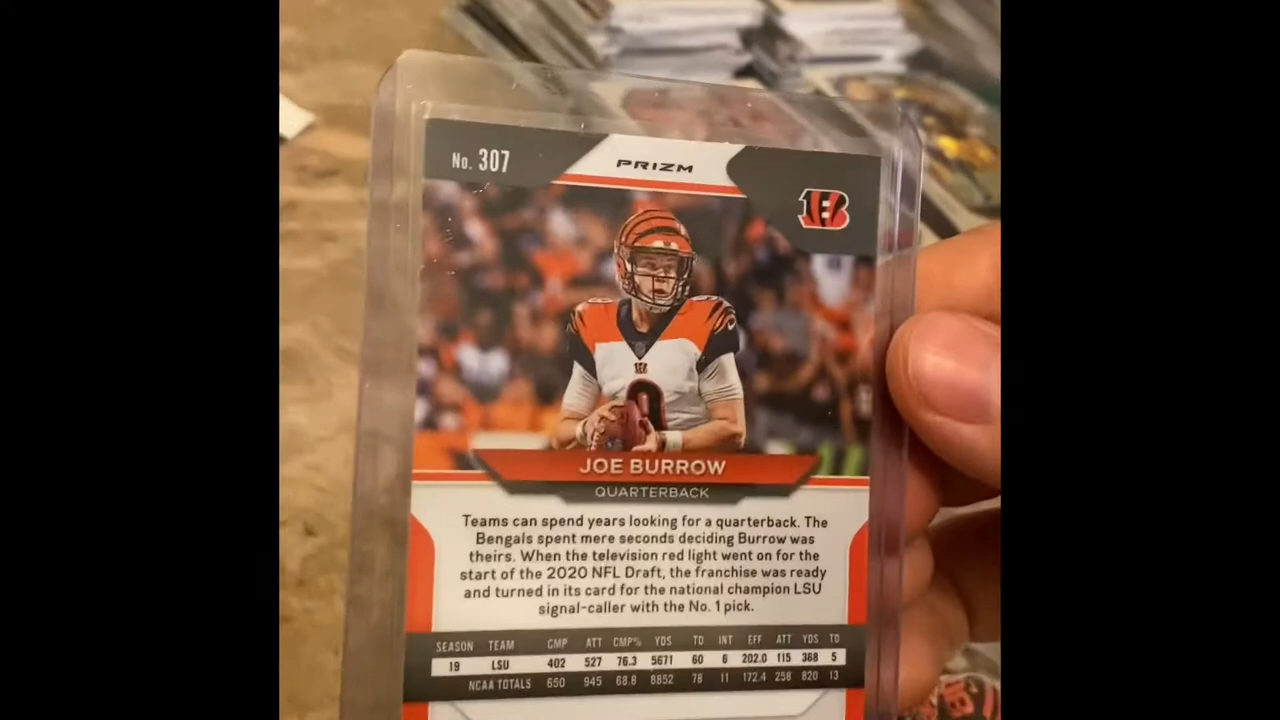 No. 307
PRIZM
B
9
JOE BURROW
QUARTERBACK
Teams can spend years looking for a quarterback. The
Bengals spent mere seconds deciding Burrow was
theirs. When the television red light went on for the
start of the 2020 NFL Draft, the franchise was ready
and turned in its card for the national champion LSU
signal-caller with the No. 1 pick.
SEASON TEAM CMP ATT CMP% YDS TD INT EFF ATT YDS TD
19 LSU 402 527 76.3 5671 60 6 202.0 115 368 5
NCAA TOTALS 650 945 68.8 8852 78 11 172.4 258 820 13